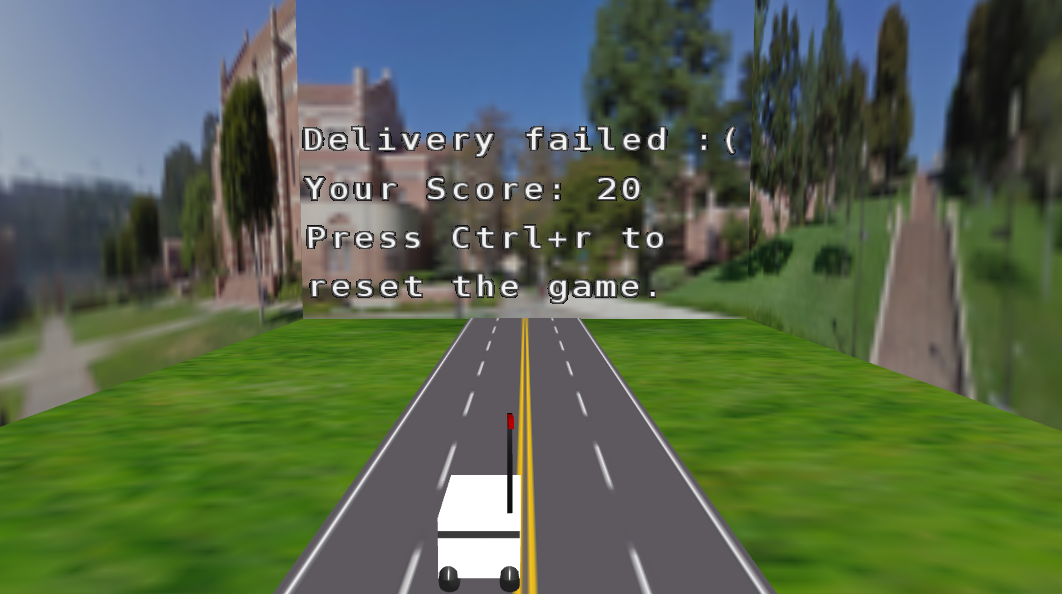 Delivery failed :(
Your Score: 20
Press Ctrl+r to
reset the game.